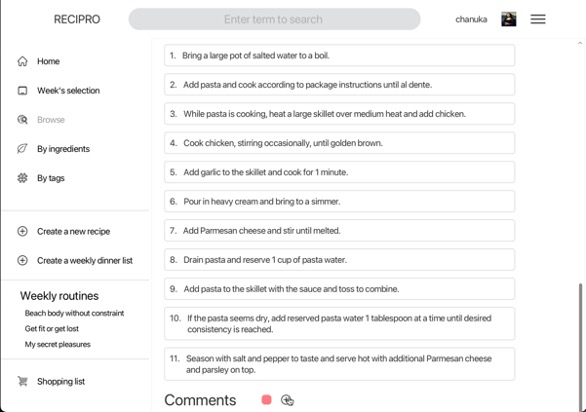 RECIPRO
Enter term to search
chanuka
Home
Week's selection
Browse
By ingredients
By tags
Create a new recipe
Create a weekly dinner list
Weekly routines
Beach body without constraint
Get fit or get lost
My secret pleasures
Shopping list
1. Bring a large pot of salted water to a boil.
2. Add pasta and cook according to package instructions until al dente.
3. While pasta is cooking, heat a large skillet over medium heat and add chicken.
4. Cook chicken, stirring occasionally, until golden brown.
5. Add garlic to the skillet and cook for 1 minute.
6. Pour in heavy cream and bring to a simmer.
7. Add Parmesan cheese and stir until melted.
8. Drain pasta and reserve 1 cup of pasta water.
9. Add pasta to the skillet with the sauce and toss to combine.
10. If the pasta seems dry, add reserved pasta water 1 tablespoon at a time until desired
consistency is reached.
11. Season with salt and pepper to taste and serve hot with additional Parmesan cheese
and parsley on top.
Comments